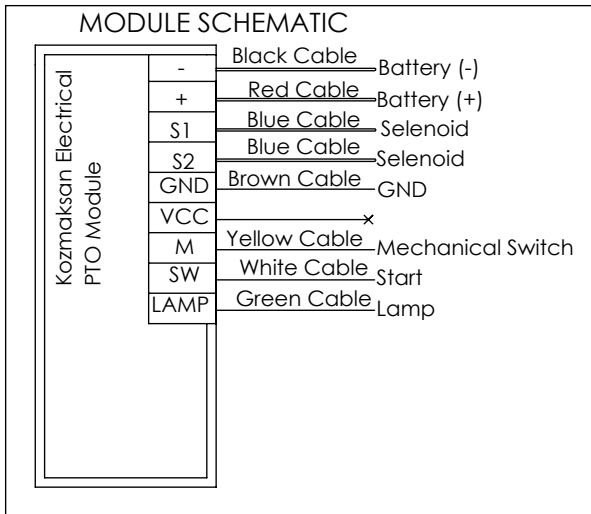 MODULE SCHEMATIC
Kozmaksan Electrical
PTO Module
- Black Cable Battery (-)
+ Red Cable Battery (+)
S1 Blue Cable Selenoid
S2 Blue Cable Selenoid
GND Brown Cable GND
VCC
M Yellow Cable Mechanical Switch
SW White Cable Start
LAMP Green Cable Lamp